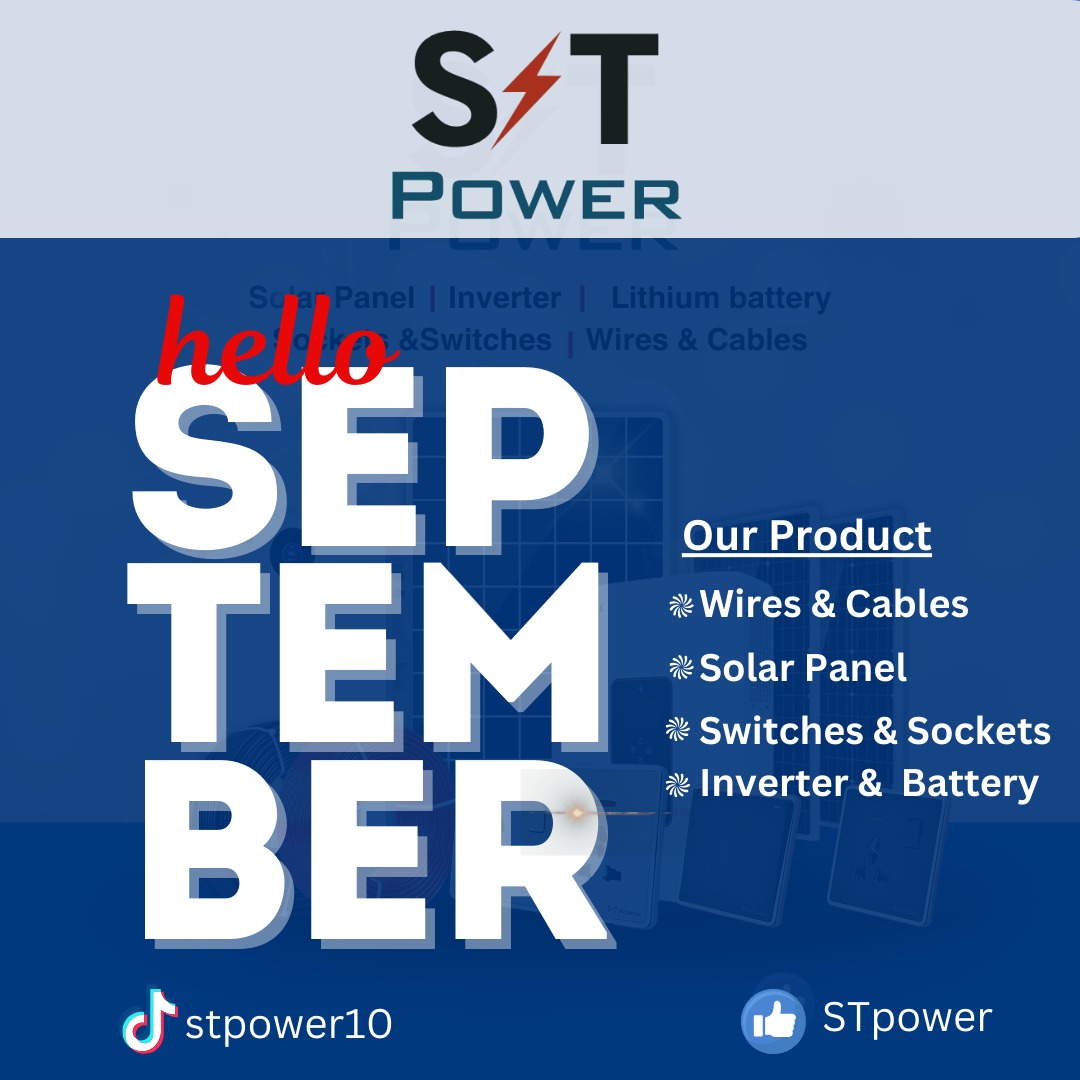 S T
POWER
POWER
Solar Panel | Inverter | Lithium battery
Sockets &Switches | Wires & Cables
hello
SEP
TEM
BER
Our Product
Wires & Cables
Solar Panel
Switches & Sockets
Inverter & Battery
stpower10
STpower